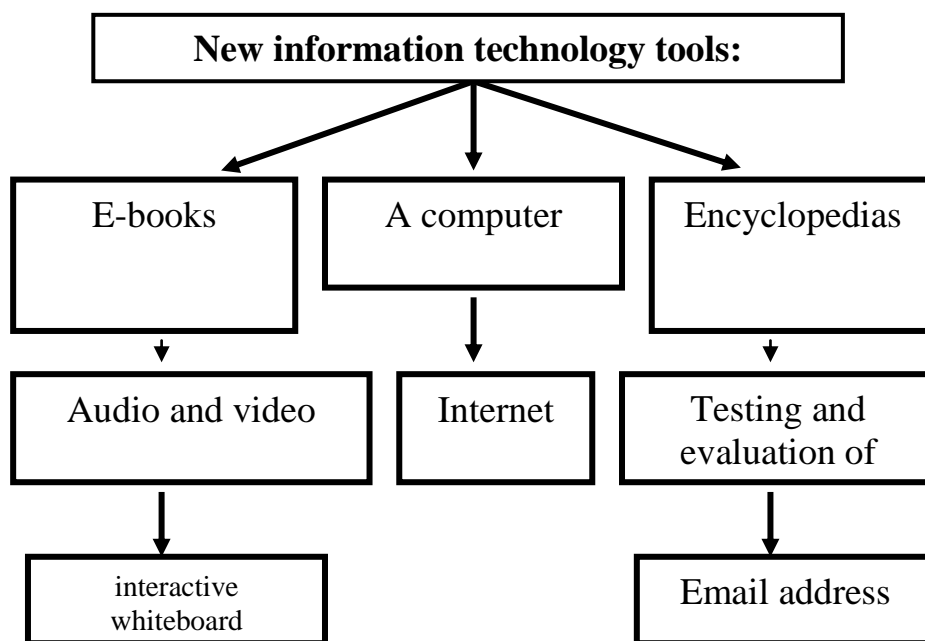 New information technology tools:
E-books
A computer
Encyclopedias
Audio and video
Internet
Testing and
evaluation of
interactive
whiteboard
Email address